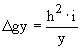 Δgy = h² · i / y